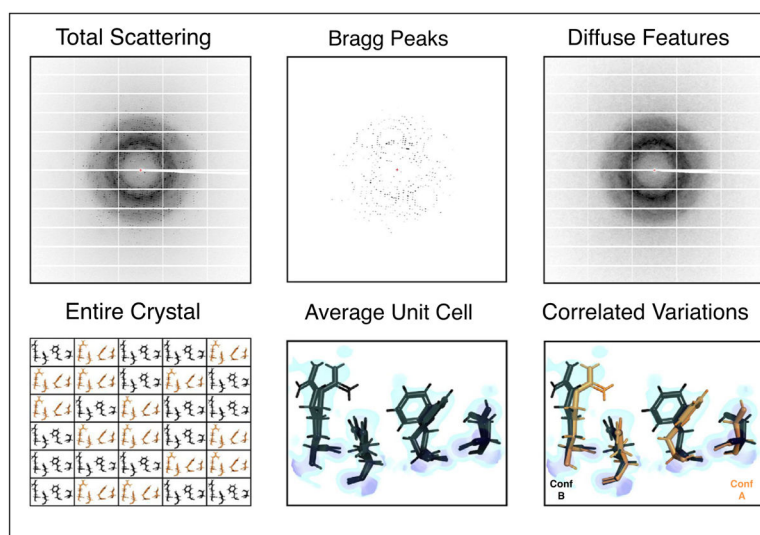 Total Scattering
Bragg Peaks
Diffuse Features
Entire Crystal
Average Unit Cell
Correlated Variations
Conf
B
Conf
A